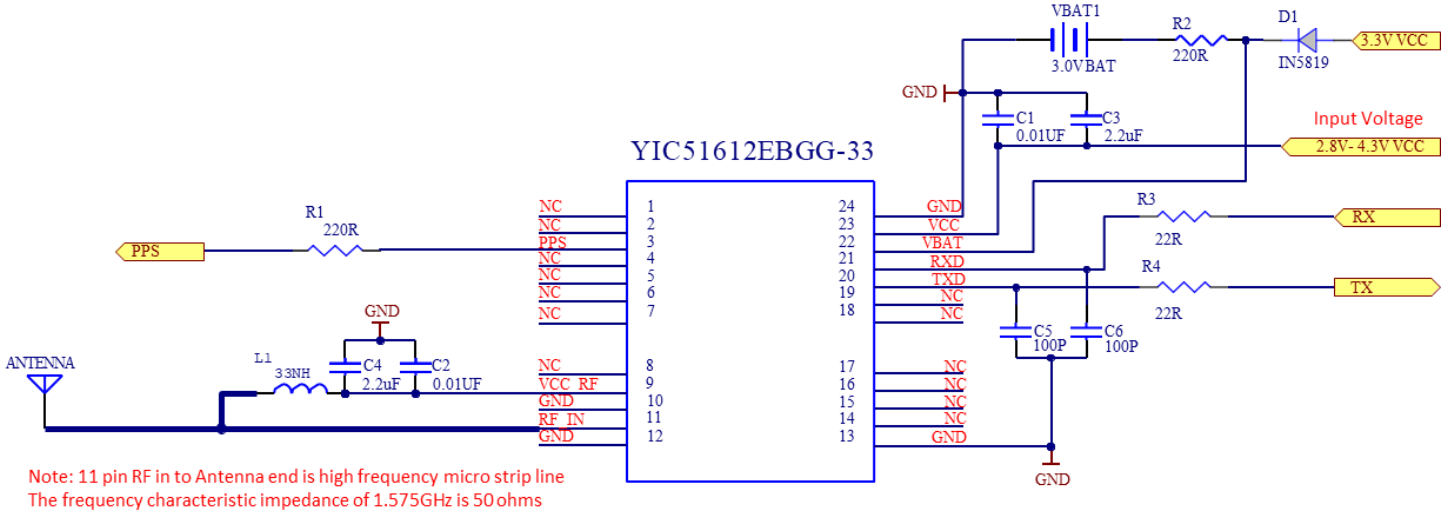 VBAT1
3.0VBAT
R2
220R
D1
IN5819
3.3V VCC
GND
C1
0.01UF
C3
2.2uF
Input Voltage
2.8V- 4.3V VCC
YIC51612EBGG-33
PPS
R1
220R
NC
NC
PPS
NC
NC
NC
NC
NC
VCC RF
GND
RF IN
GND
1
2
3
4
5
6
7
8
9
10
11
12
24
23
22
21
20
19
18
17
16
15
14
13
GND
VCC
VBAT
RXD
TXD
NC
NC
NC
NC
NC
NC
GND
R3
22R
RX
R4
22R
TX
C5
100P
C6
100P
GND
GND
C4
2.2uF
C2
0.01UF
L1
33NH
ANTENNA
Note: 11 pin RF in to Antenna end is high frequency micro strip line
The frequency characteristic impedance of 1.575GHz is 50 ohms